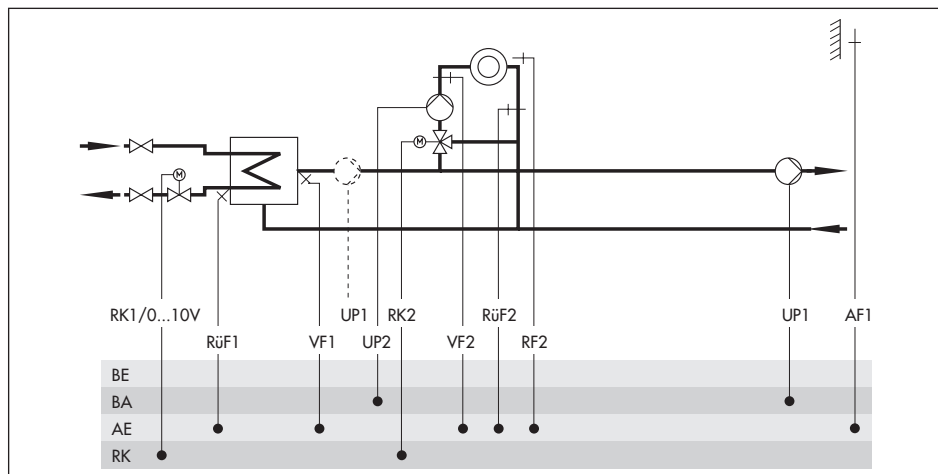 M
M
RK1/0...10V
UP1
RK2
RüF2
UP1
AF1
RüF1
VF1
UP2
VF2
RF2
BE
BA
AE
RK